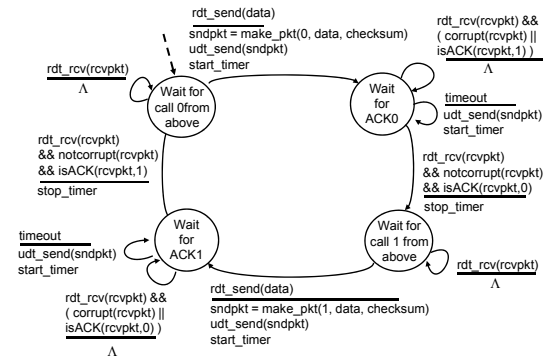 rdt_send(data)
sndpkt = make_pkt(0, data, checksum)
udt_send(sndpkt)
start_timer
rdt_rcv(rcvpkt) &&
( corrupt(rcvpkt) ||
isACK(rcvpkt,1) )
Λ
rdt_rcv(rcvpkt)
Λ
Wait for
call 0from
above
Wait
for
ACK0
timeout
udt_send(sndpkt)
start_timer
rdt_rcv(rcvpkt)
&& notcorrupt(rcvpkt)
&& isACK(rcvpkt,1)
stop_timer
rdt_rcv(rcvpkt)
&& notcorrupt(rcvpkt)
&& isACK(rcvpkt,0)
stop_timer
timeout
udt_send(sndpkt)
start_timer
Wait
for
ACK1
Wait for
call 1 from
above
rdt_rcv(rcvpkt)
Λ
rdt_rcv(rcvpkt) &&
( corrupt(rcvpkt) ||
isACK(rcvpkt,0) )
Λ
rdt_send(data)
sndpkt = make_pkt(1, data, checksum)
udt_send(sndpkt)
start_timer